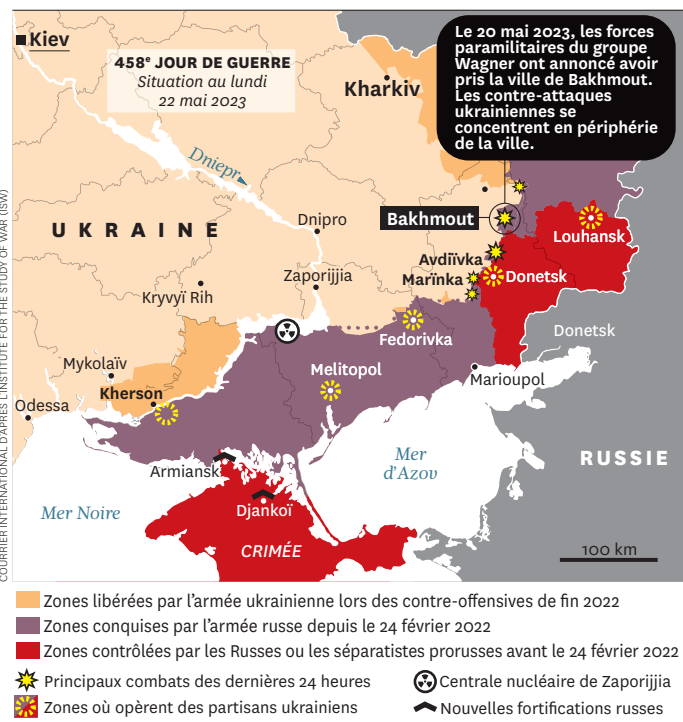 Kiev
458e JOUR DE GUERRE
Situation au lundi
22 mai 2023
Le 20 mai 2023, les forces
paramilitaires du groupe
Wagner ont annoncé avoir
pris la ville de Bakhmout.
Les contre-attaques
ukrainiennes se
concentrent en périphérie
de la ville.
Kharkiv
Dniepr
UKRAINE
Dnipro
Bakhmout
Louhansk
Avdiïvka
Marïnka
Donetsk
Zaporijjia
Kryvyï Rih
Fedorivka
Donetsk
Mykolaïv
Melitopol
Marioupol
Kherson
Odessa
Mer
d'Azov
RUSSIE
Armiansk
Mer Noire
Djankoï
CRIMÉE
100 km
COURRIER INTERNATIONAL D'APRÈS L'INSTITUTE FOR THE STUDY OF WAR (ISW)
Zones libérées par l'armée ukrainienne lors des contre-offensives de fin 2022
Zones conquises par l'armée russe depuis le 24 février 2022
Zones contrôlées par les Russes ou les séparatistes prorusses avant le 24 février 2022
Principaux combats des dernières 24 heures
Centrale nucléaire de Zaporijjia
Zones où opèrent des partisans ukrainiens
Nouvelles fortifications russes